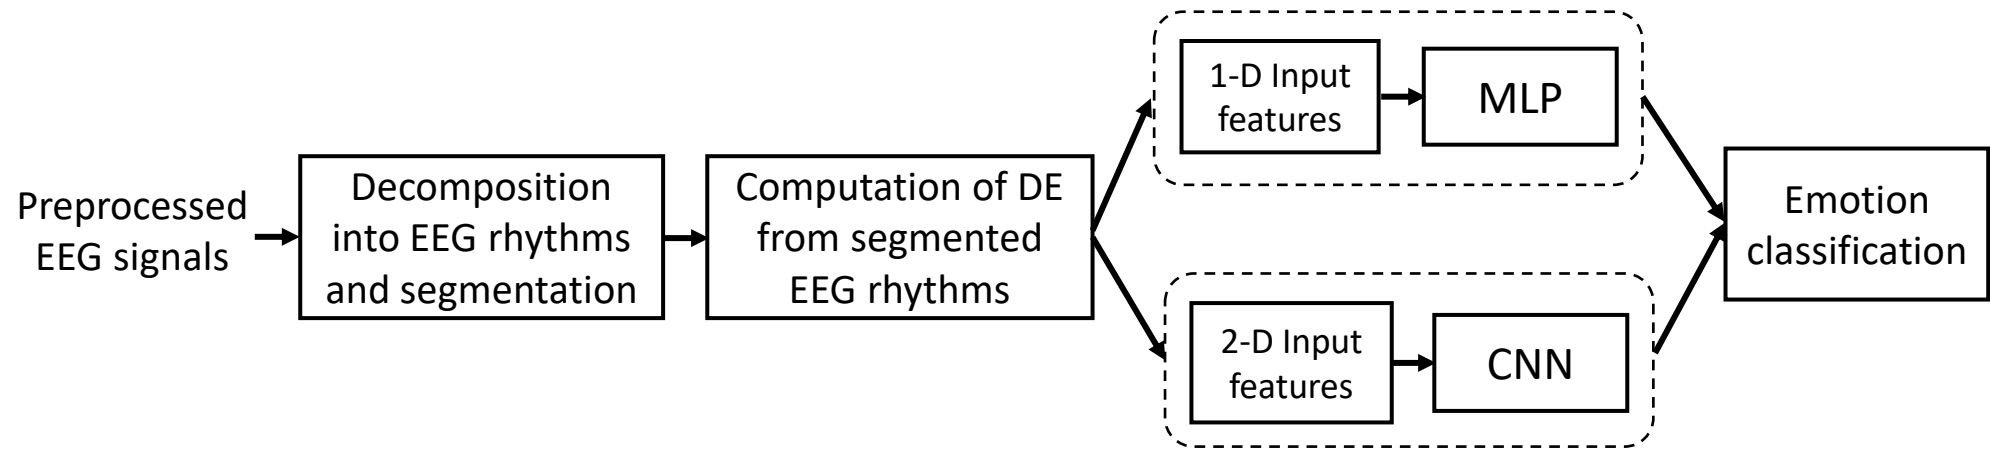 Preprocessed
EEG signals
Decomposition
into EEG rhythms
and segmentation
Computation of DE
from segmented
EEG rhythms
1-D Input
features
MLP
2-D Input
features
CNN
Emotion
classification